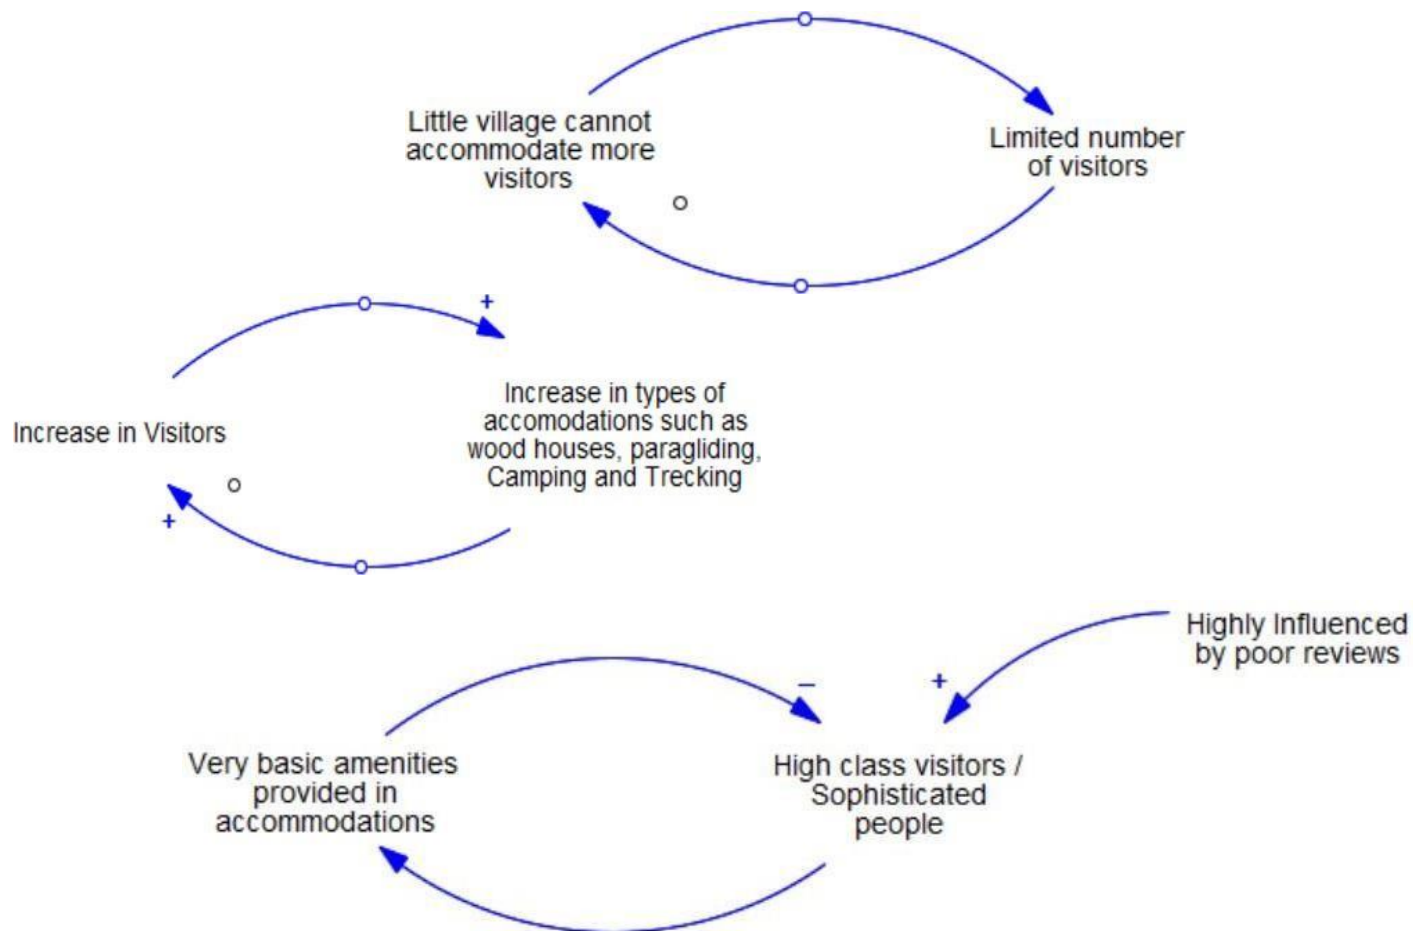 Little village cannot
accommodate more
visitors
Limited number
of visitors
+
Increase in types of
accomodations such as
wood houses, paragliding,
Camping and Trecking
Increase in Visitors
+
Highly Influenced
by poor reviews
– +
Very basic amenities
provided in
accommodations
High class visitors /
Sophisticated
people